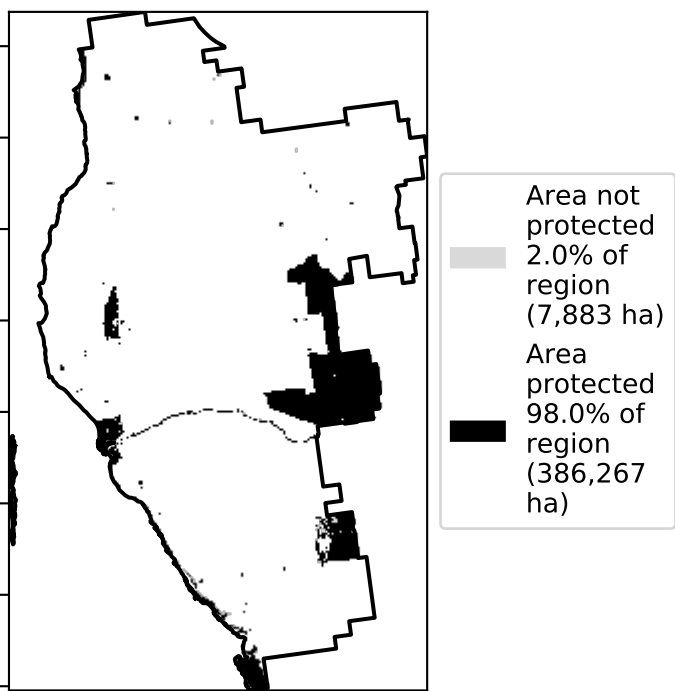 Area not
protected
2.0% of
region
(7,883 ha)
Area
protected
98.0% of
region
(386,267
ha)